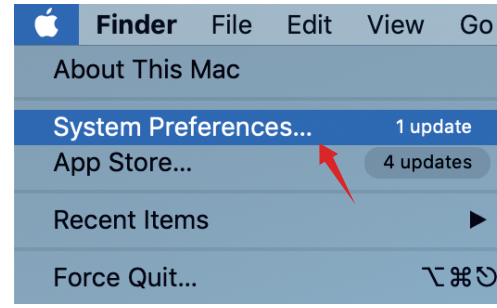 Finder File Edit View Go
About This Mac
System Preferences... 1 update
App Store... 4 updates
Recent Items ▶
Force Quit... ⌥⌘⎋